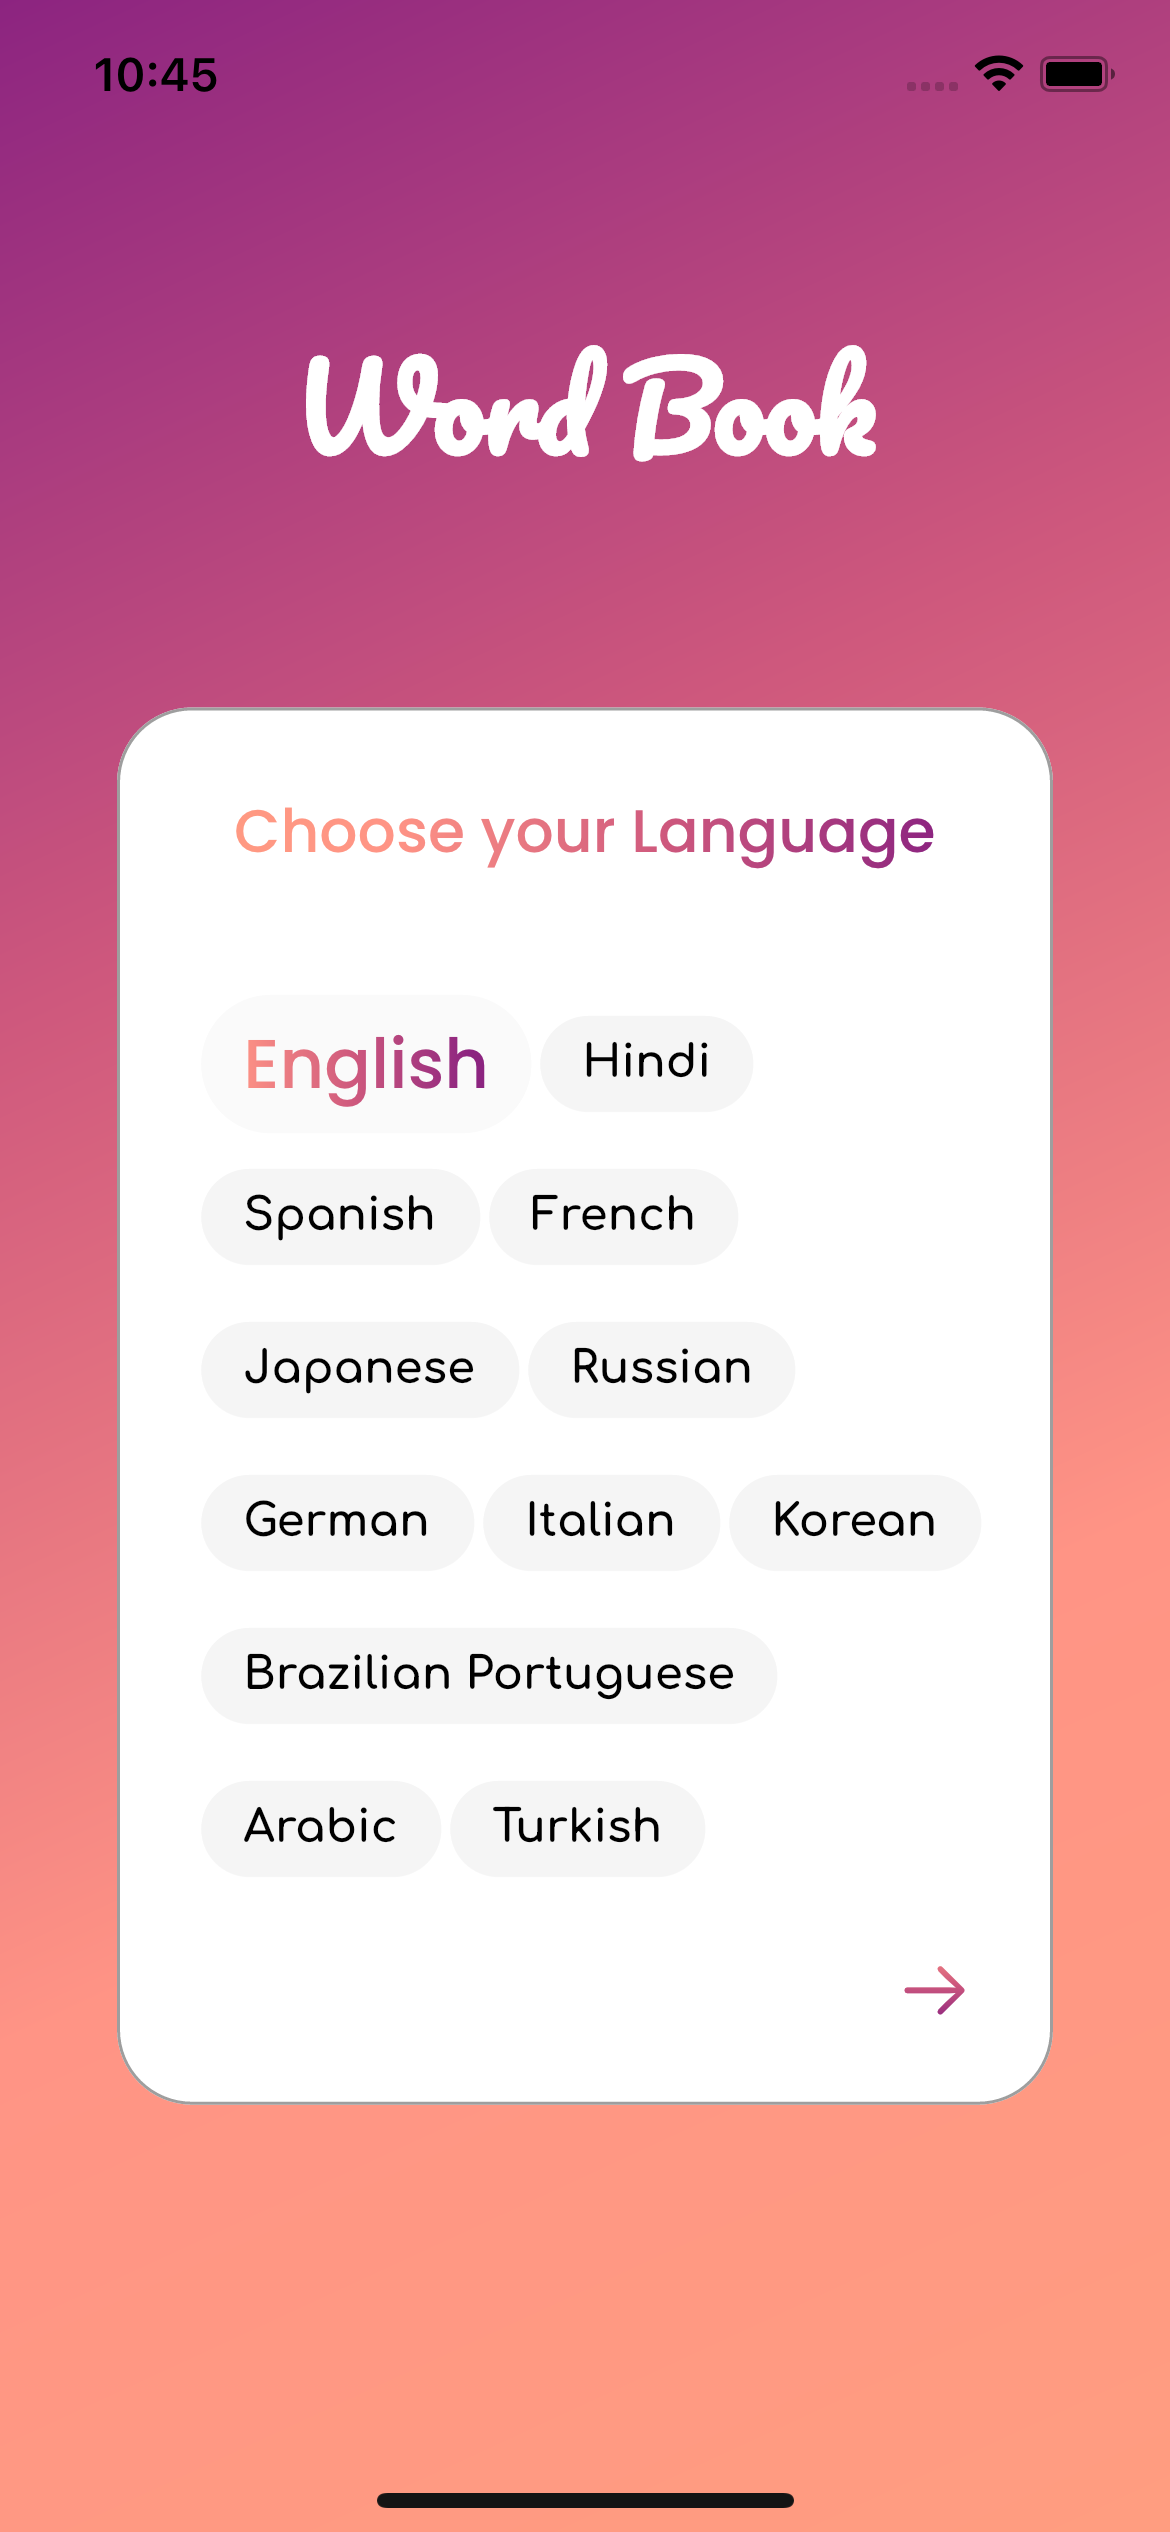 10:45
Word Book
Choose your Language
English Hindi
Spanish French
Japanese Russian
German Italian Korean
Brazilian Portuguese
Arabic Turkish